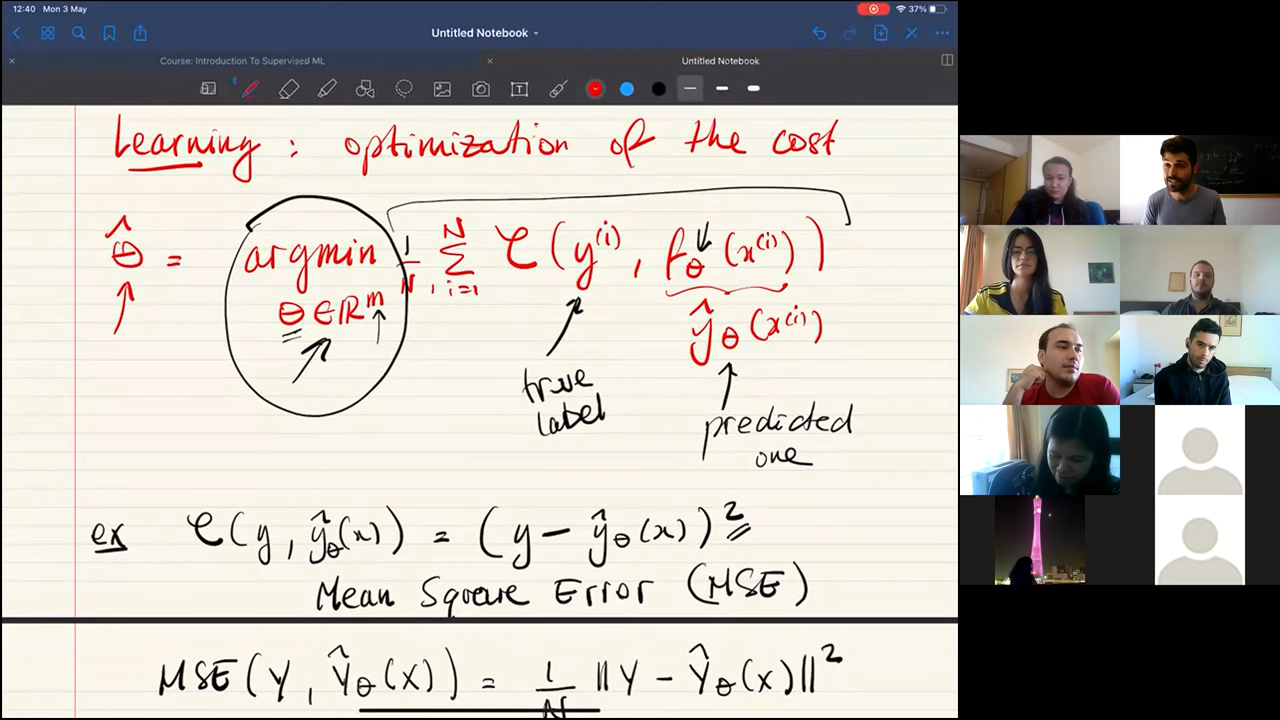 12:40 Mon 3 May
37%
Untitled Notebook
Course: Introduction To Supervised ML
Untitled Notebook
Learning : optimization of the cost
θ̂ = argmin 1/N Σ C(y⁽ⁱ⁾, f_θ(x⁽ⁱ⁾))
N
i=1
θ ∈ ℝᵐ
ŷ_θ(x⁽ⁱ⁾)
true
label
predicted
one
ex C(y, ŷ_θ(x)) = (y − ŷ_θ(x))²
Mean Square Error (MSE)
MSE(Y, Ŷ_θ(X)) = 1/N ‖Y − Ŷ_θ(x)‖²